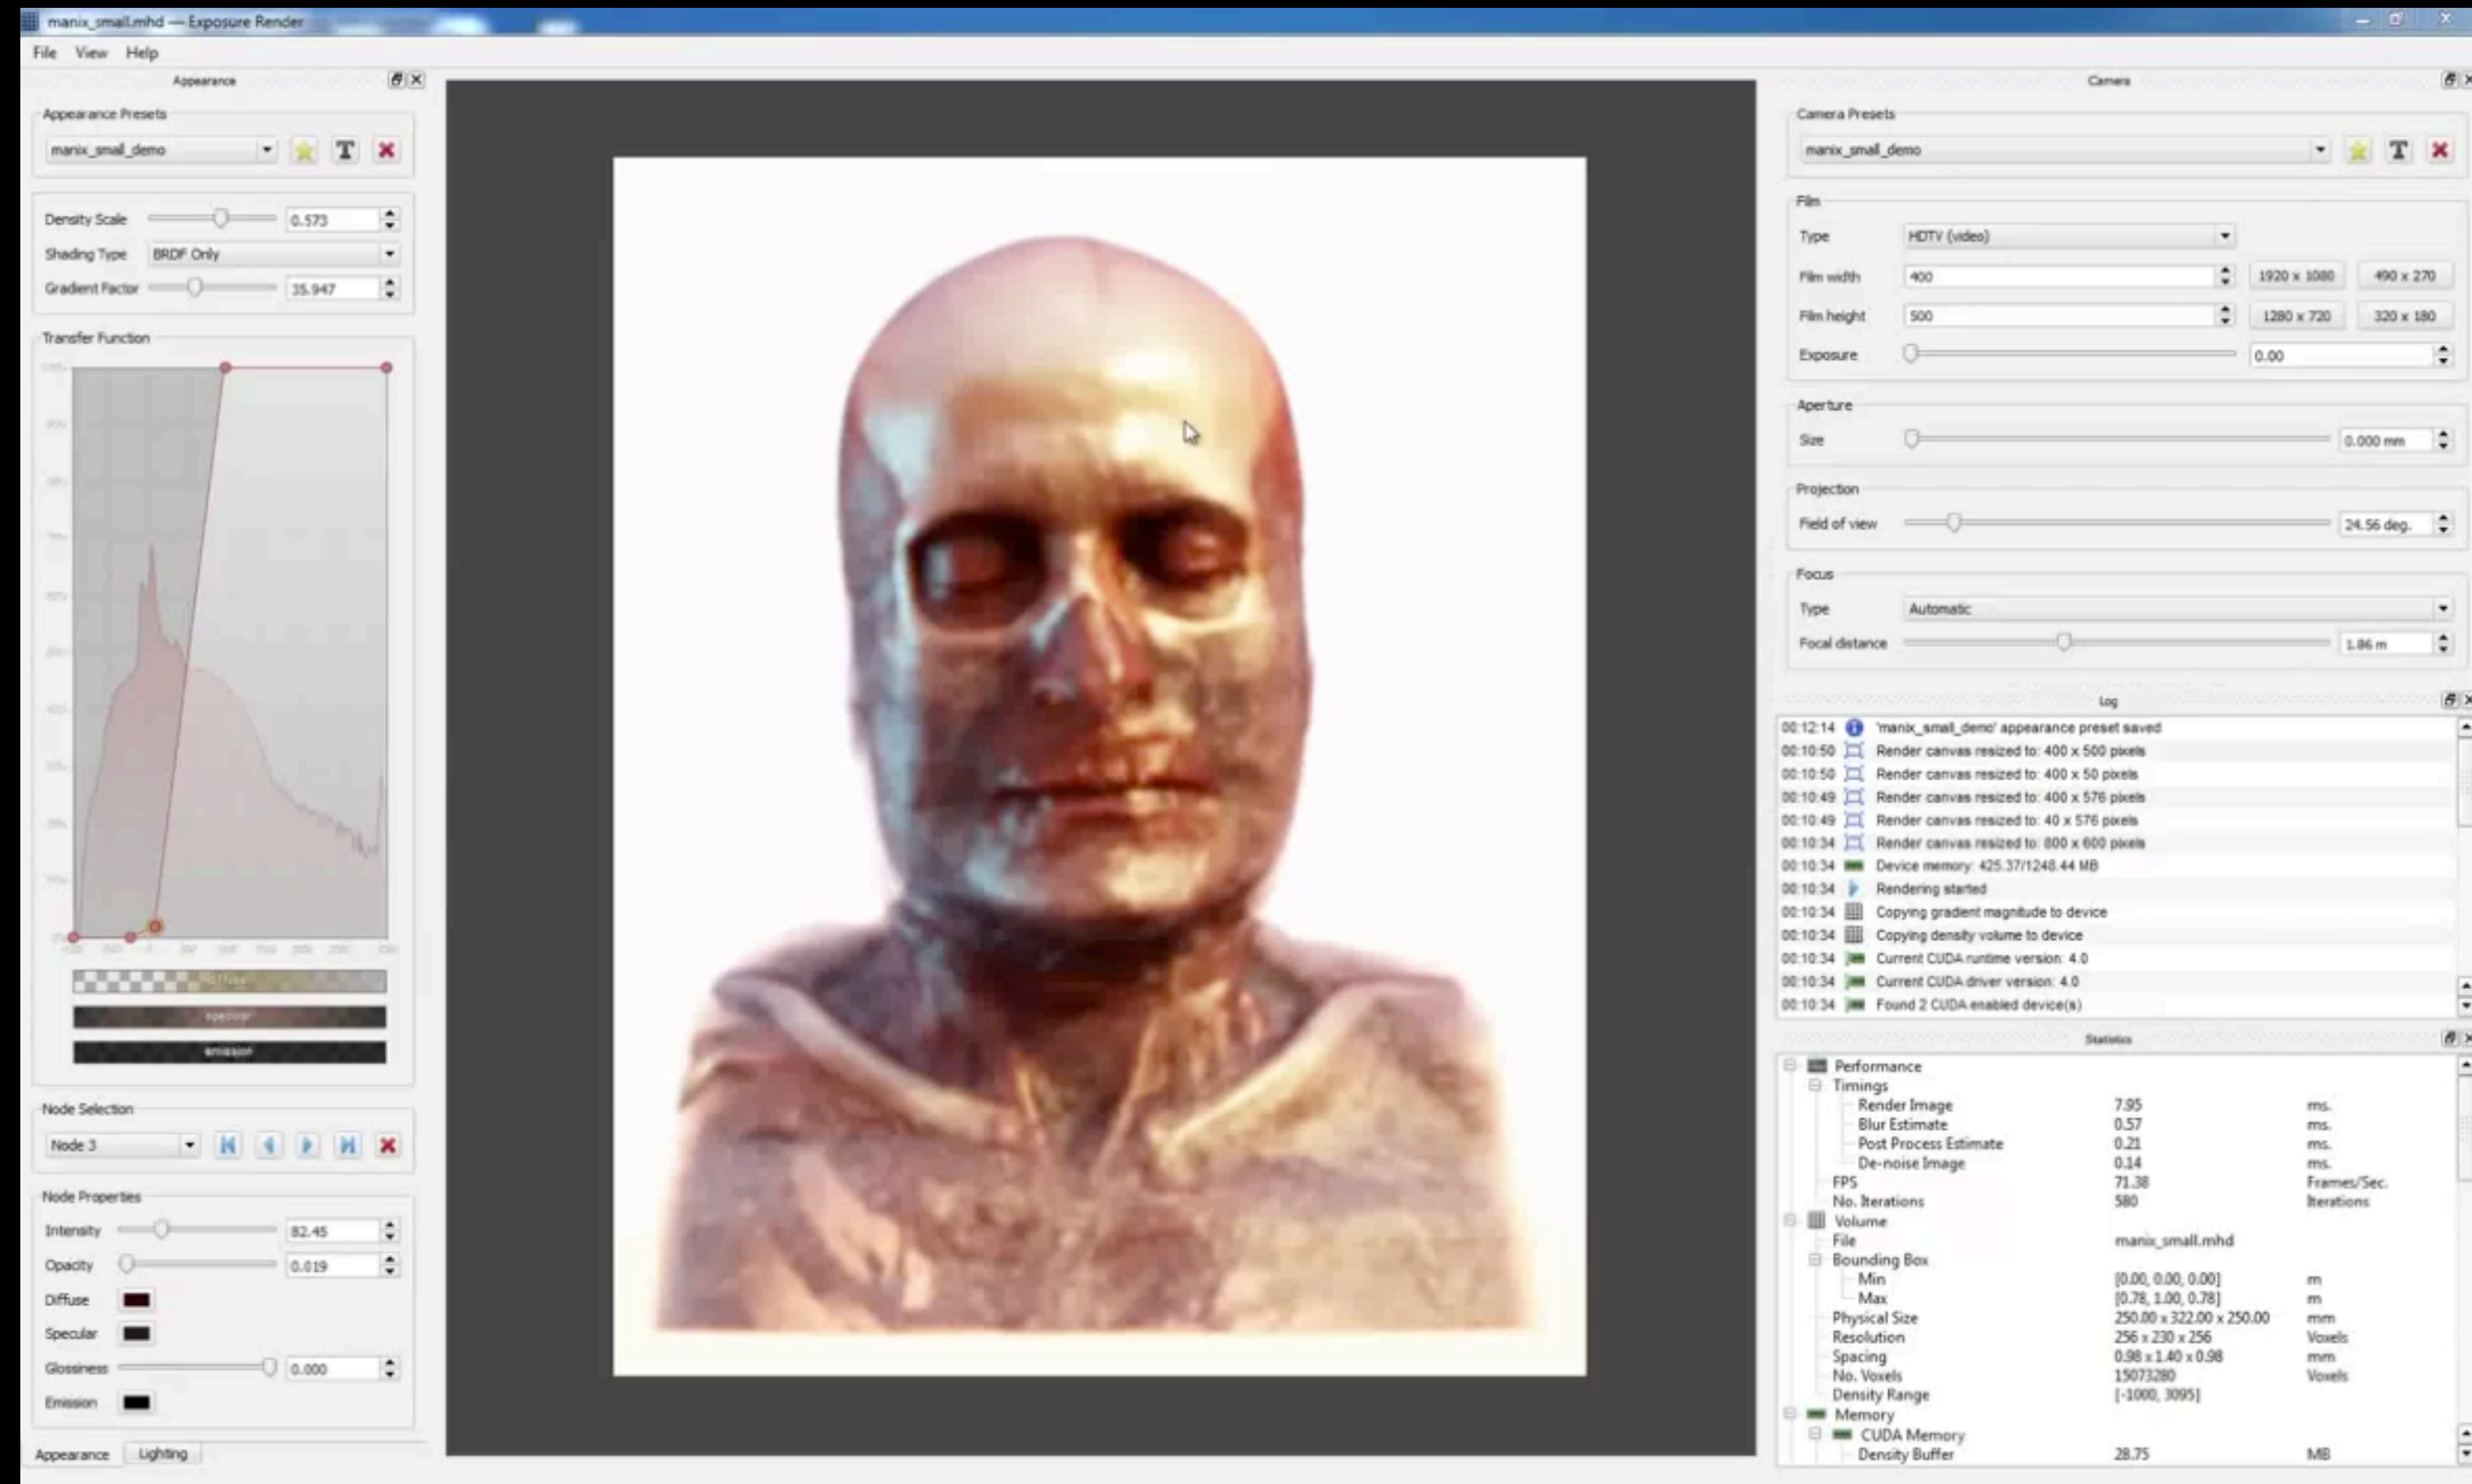 manix_small.mhd — Exposure Render
File View Help
Appearance
Appearance Presets
manix_small_demo
Density Scale 0.573
Shading Type BRDF Only
Gradient Factor 35.947
Transfer Function
diffuse
specular
emission
Node Selection
Node 3
Node Properties
Intensity 82.45
Opacity 0.019
Diffuse
Specular
Glossiness 0.000
Emission
Appearance Lighting
Camera
Camera Presets
manix_small_demo
Film
Type HDTV (video)
Film width 400 1920 x 1080 490 x 270
Film height 500 1280 x 720 320 x 180
Exposure 0.00
Aperture
Size 0.000 mm
Projection
Field of view 24.56 deg.
Focus
Type Automatic
Focal distance 1.86 m
Log
00:12:14 'manix_small_demo' appearance preset saved
00:10:50 Render canvas resized to: 400 x 500 pixels
00:10:50 Render canvas resized to: 400 x 50 pixels
00:10:49 Render canvas resized to: 400 x 576 pixels
00:10:49 Render canvas resized to: 40 x 576 pixels
00:10:34 Render canvas resized to: 800 x 600 pixels
00:10:34 Device memory: 425.37/1248.44 MB
00:10:34 Rendering started
00:10:34 Copying gradient magnitude to device
00:10:34 Copying density volume to device
00:10:34 Current CUDA runtime version: 4.0
00:10:34 Current CUDA driver version: 4.0
00:10:34 Found 2 CUDA enabled device(s)
Statistics
Performance
Timings
Render Image 7.95 ms.
Blur Estimate 0.57 ms.
Post Process Estimate 0.21 ms.
De-noise Image 0.14 ms.
FPS 71.38 Frames/Sec.
No. Iterations 580 Iterations
Volume
File manix_small.mhd
Bounding Box
Min [0.00, 0.00, 0.00] m
Max [0.78, 1.00, 0.78] m
Physical Size 250.00 x 322.00 x 250.00 mm
Resolution 256 x 230 x 256 Voxels
Spacing 0.98 x 1.40 x 0.98 mm
No. Voxels 15073280 Voxels
Density Range [-1000, 3095]
Memory
CUDA Memory
Density Buffer 28.75 MB